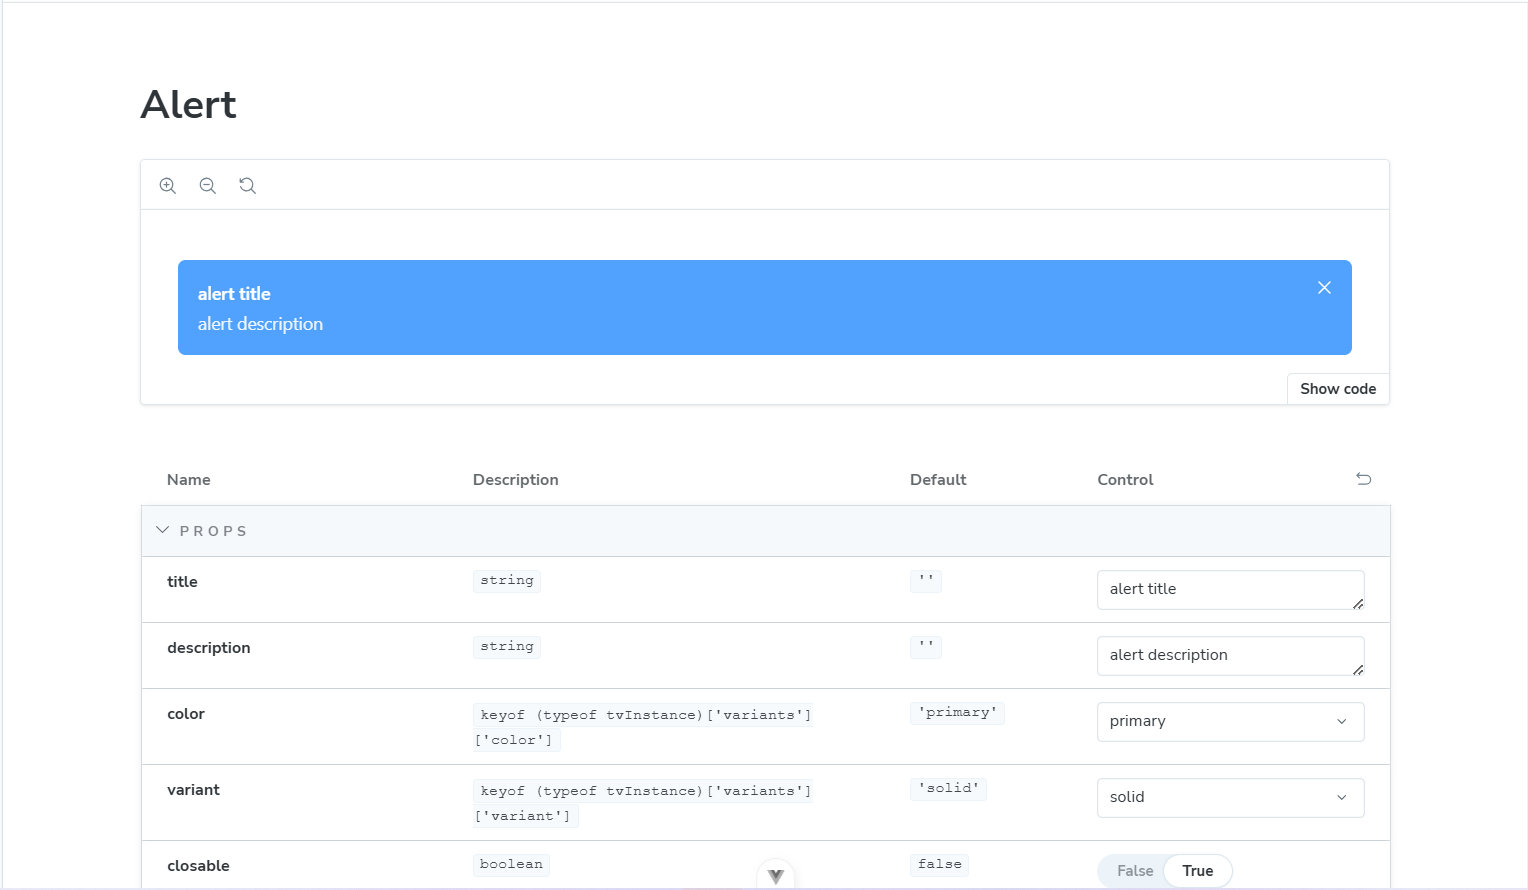 Alert
alert title
alert description
Show code
Name Description Default Control
PROPS
title string '' alert title
description string '' alert description
color keyof (typeof tvInstance)['variants'] 'primary' primary
['color']
variant keyof (typeof tvInstance)['variants'] 'solid' solid
['variant']
closable boolean false False True